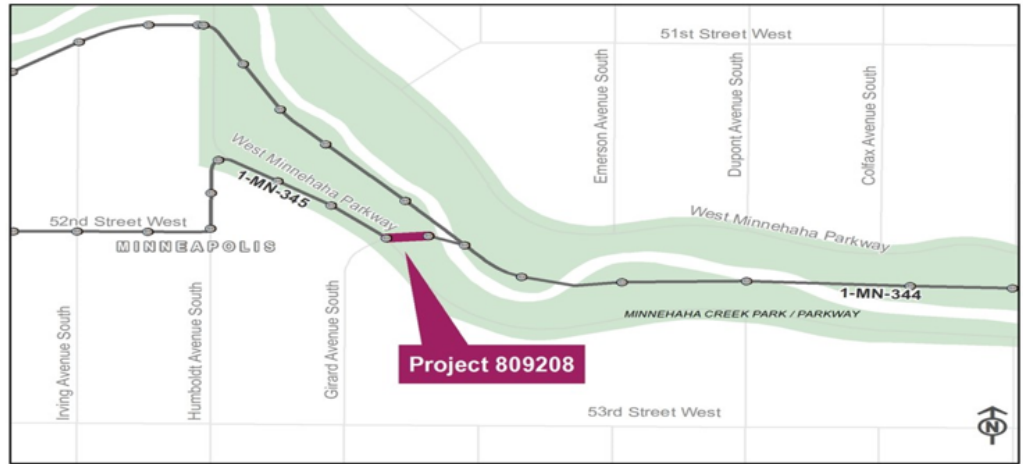 51st Street West
Emerson Avenue South
Dupont Avenue South
Colfax Avenue South
West Minnehaha Parkway
1-MN-345
52nd Street West
MINNEAPOLIS
West Minnehaha Parkway
1-MN-344
MINNEHAHA CREEK PARK / PARKWAY
Irving Avenue South
Humboldt Avenue South
Girard Avenue South
Project 809208
53rd Street West
N